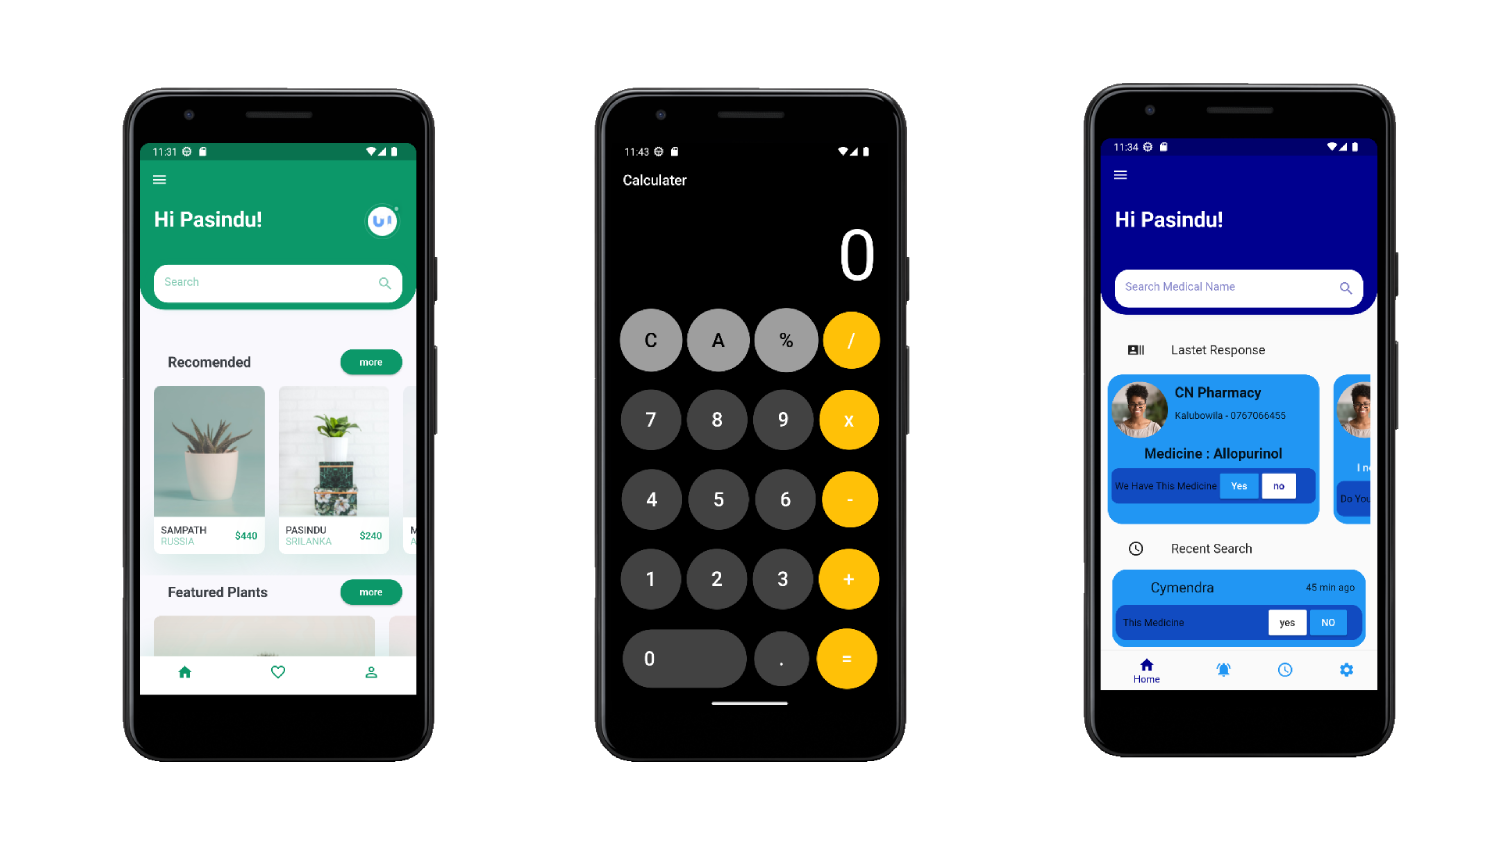 11:31
Hi Pasindu!
Search
Recomended
more
SAMPATH
RUSSIA
$440
PASINDU
SRILANKA
$240
M
A
Featured Plants
more
11:43
Calculater
0
C A % /
7 8 9 x
4 5 6 -
1 2 3 +
0 . =
11:34
Hi Pasindu!
Search Medical Name
Lastet Response
CN Pharmacy
Kalubowila - 0767066455
Medicine : Allopurinol
We Have This Medicine Yes no
I n
Do You
Recent Search
Cymendra 45 min ago
This Medicine yes NO
Home